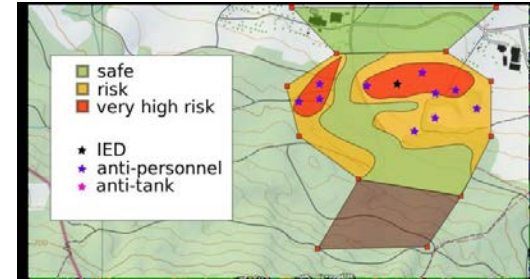 safe
risk
very high risk
IED
anti-personnel
anti-tank